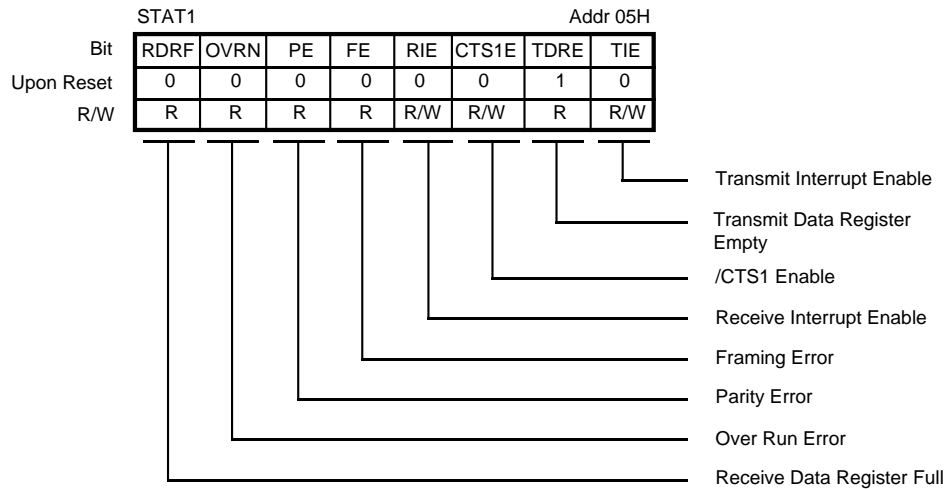 STAT1 Addr 05H
Bit RDRF OVRN PE FE RIE CTS1E TDRE TIE
Upon Reset 0 0 0 0 0 0 1 0
R/W R R R R R/W R/W R R/W
Transmit Interrupt Enable
Transmit Data Register
Empty
/CTS1 Enable
Receive Interrupt Enable
Framing Error
Parity Error
Over Run Error
Receive Data Register Full